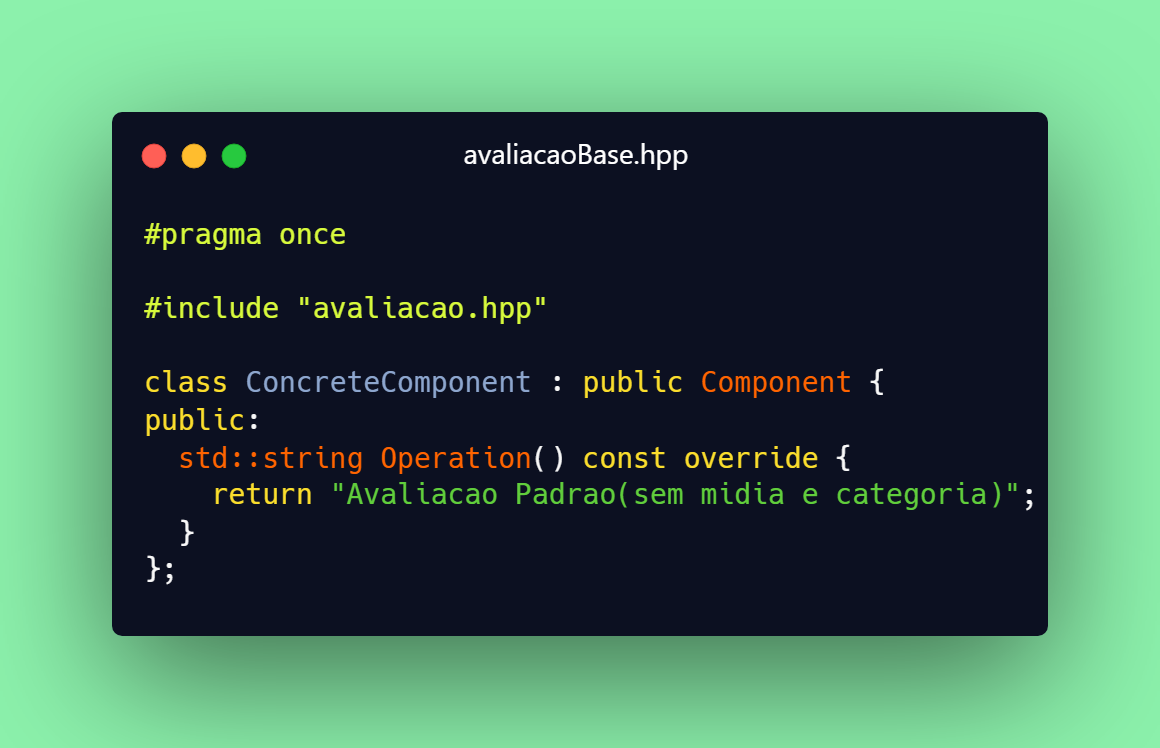 avaliacaoBase.hpp
#pragma once
#include "avaliacao.hpp"
class ConcreteComponent : public Component {
public:
  std::string Operation() const override {
    return "Avaliacao Padrao(sem midia e categoria)";
  }
};